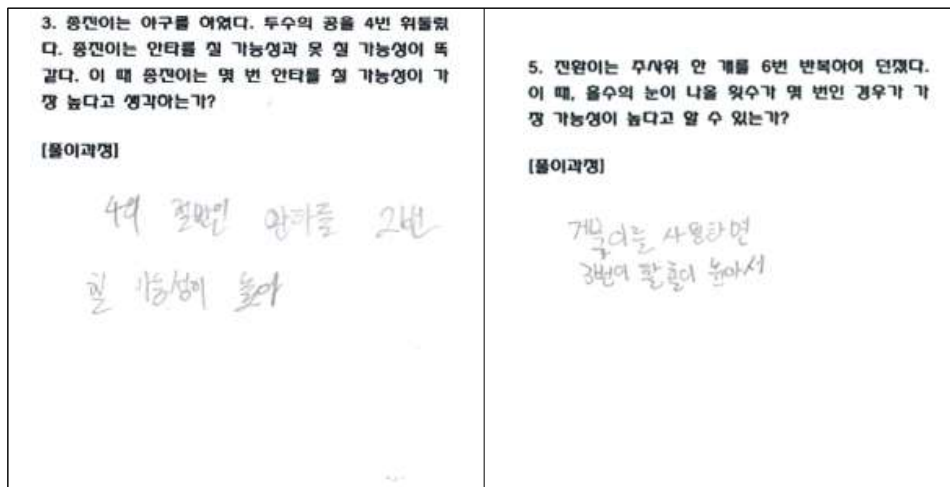 3. 종진이는 야구를 하였다. 투수의 공을 4번 휘둘렀
다. 종진이는 안타를 칠 가능성과 못 칠 가능성이 똑
같다. 이 때 종진이는 몇 번 안타를 칠 가능성이 가
장 높다고 생각하는가?
[풀이과정]
4의 절반인 안타를 2번
칠 가능성이 높아
5. 진환이는 주사위 한 개를 6번 반복하여 던졌다.
이 때, 홀수의 눈이 나올 횟수가 몇 번인 경우가 가
장 가능성이 높다고 할 수 있는가?
[풀이과정]
거북이를 사용하면
3번이 확률이 높아서